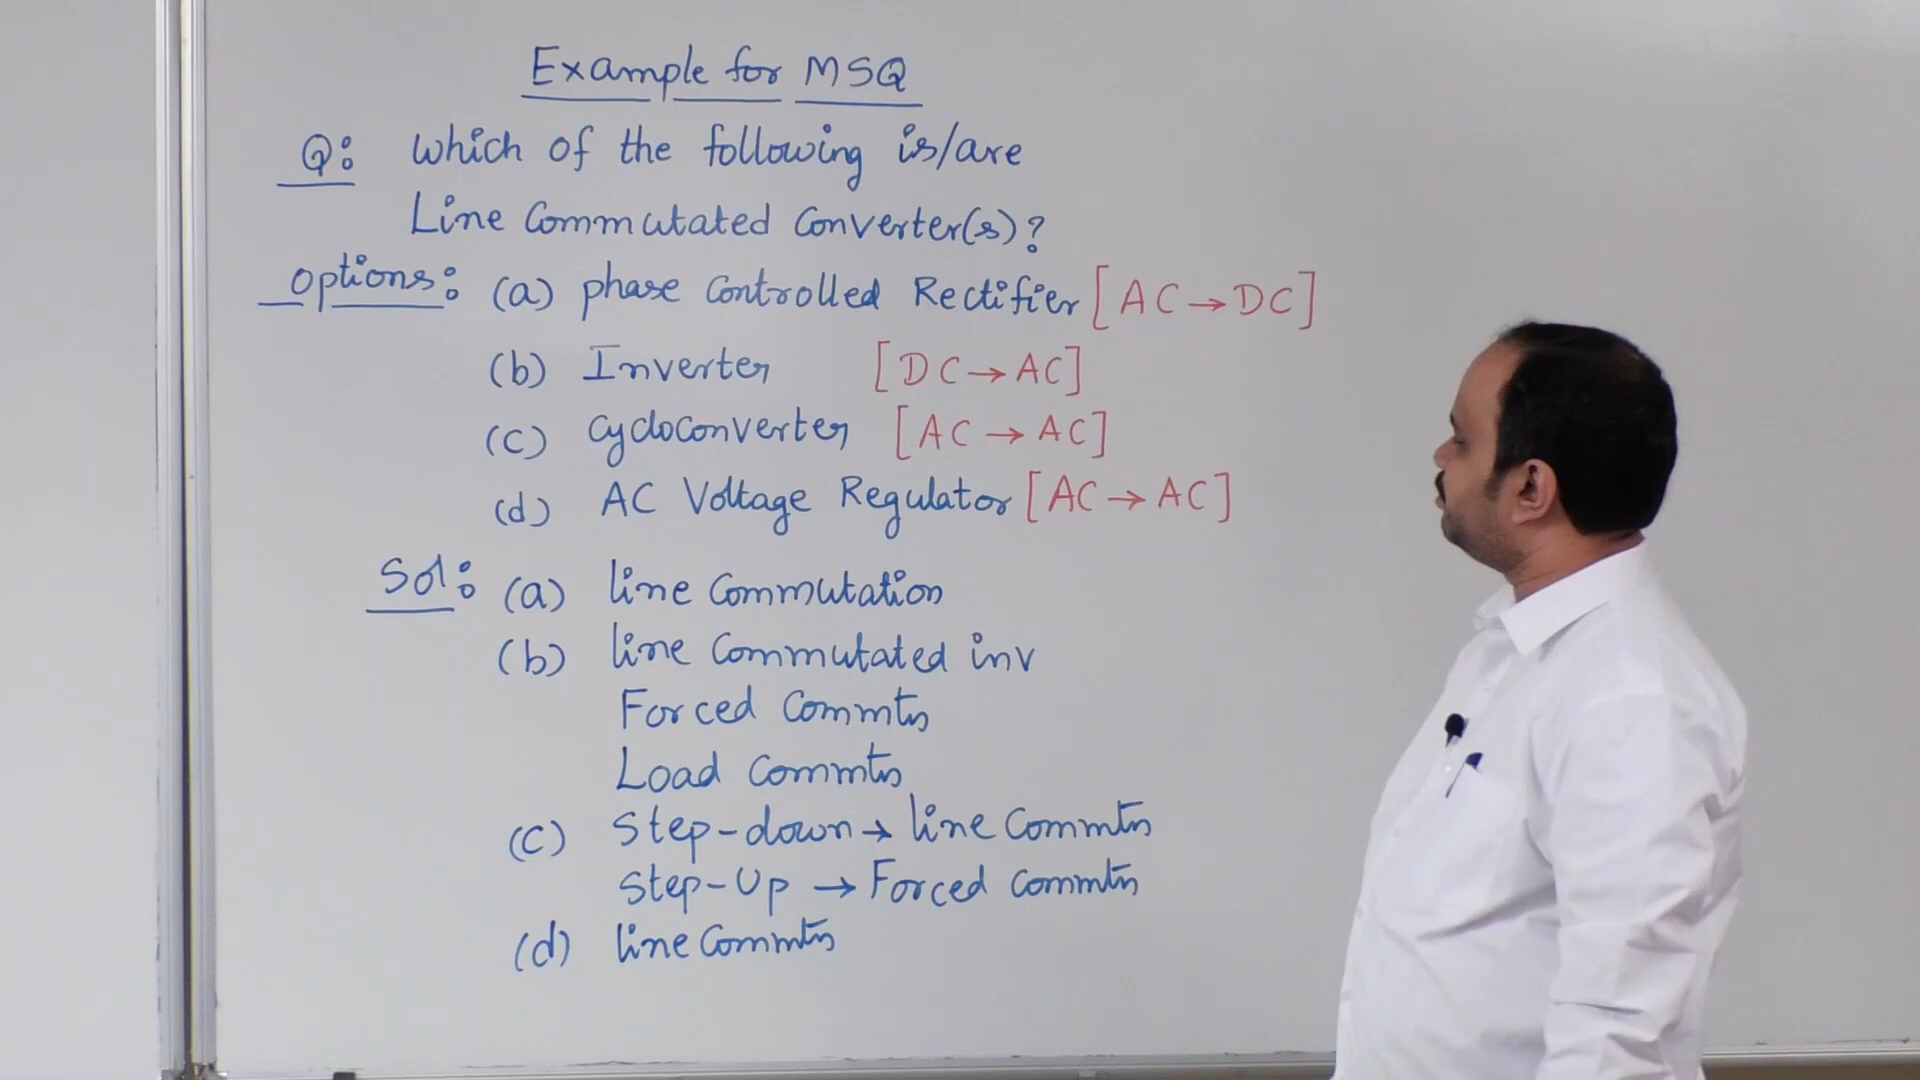 Example for MSQ
Q: Which of the following is/are
Line Commutated Converter(s)?
Options: (a) phase controlled Rectifier [AC→DC]
(b) Inverter [DC→AC]
(c) Cycloconverter [AC→AC]
(d) AC Voltage Regulator [AC→AC]
Sol: (a) line Commutation
(b) line commutated inv
Forced Commtn
Load commtn
(c) Step-down→line commtn
Step-Up→Forced commtn
(d) line Commtn